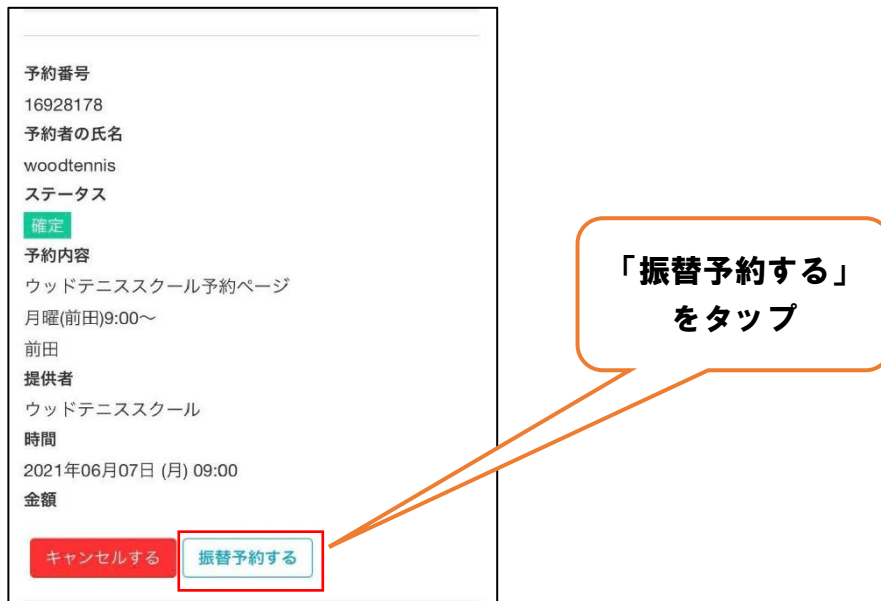 予約番号
16928178
予約者の氏名
woodtennis
ステータス
確定
予約内容
ウッドテニススクール予約ページ
月曜(前田)9:00〜
前田
提供者
ウッドテニススクール
時間
2021年06月07日 (月) 09:00
金額
キャンセルする 振替予約する
「振替予約する」
をタップ